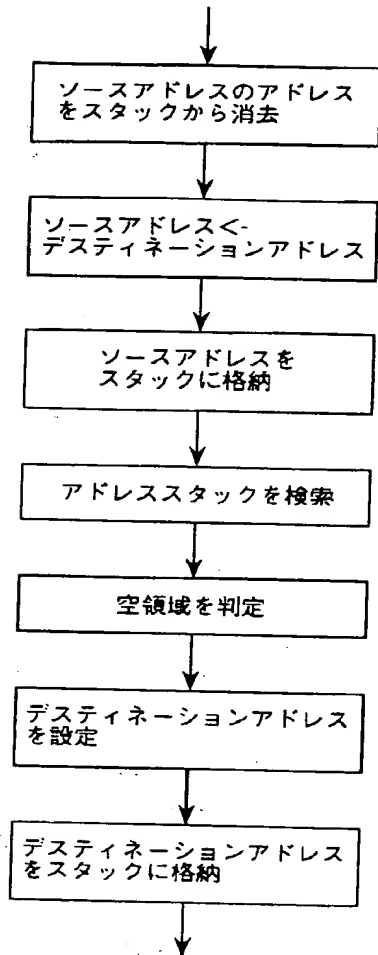 ソースアドレスのアドレス
をスタックから消去
ソースアドレス<-
デスティネーションアドレス
ソースアドレスを
スタックに格納
アドレススタックを検索
空領域を判定
デスティネーションアドレス
を設定
デスティネーションアドレス
をスタックに格納